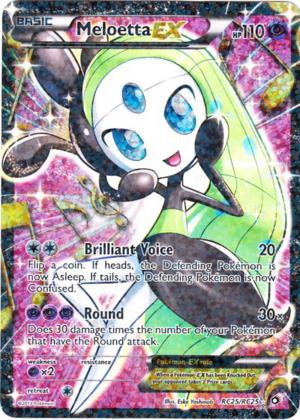 BASIC
Meloetta EX
HP110
Brilliant Voice 20
Flip a coin. If heads, the Defending Pokémon is
now Asleep. If tails, the Defending Pokémon is now
Confused.
Round 30×
Does 30 damage times the number of your Pokémon
that have the Round attack.
weakness
×2
resistance
retreat
Pokémon-EX rule
When a Pokémon-EX has been Knocked Out,
your opponent takes 2 Prize cards.
Illus. Eske Yoshinob
RC25/RC25